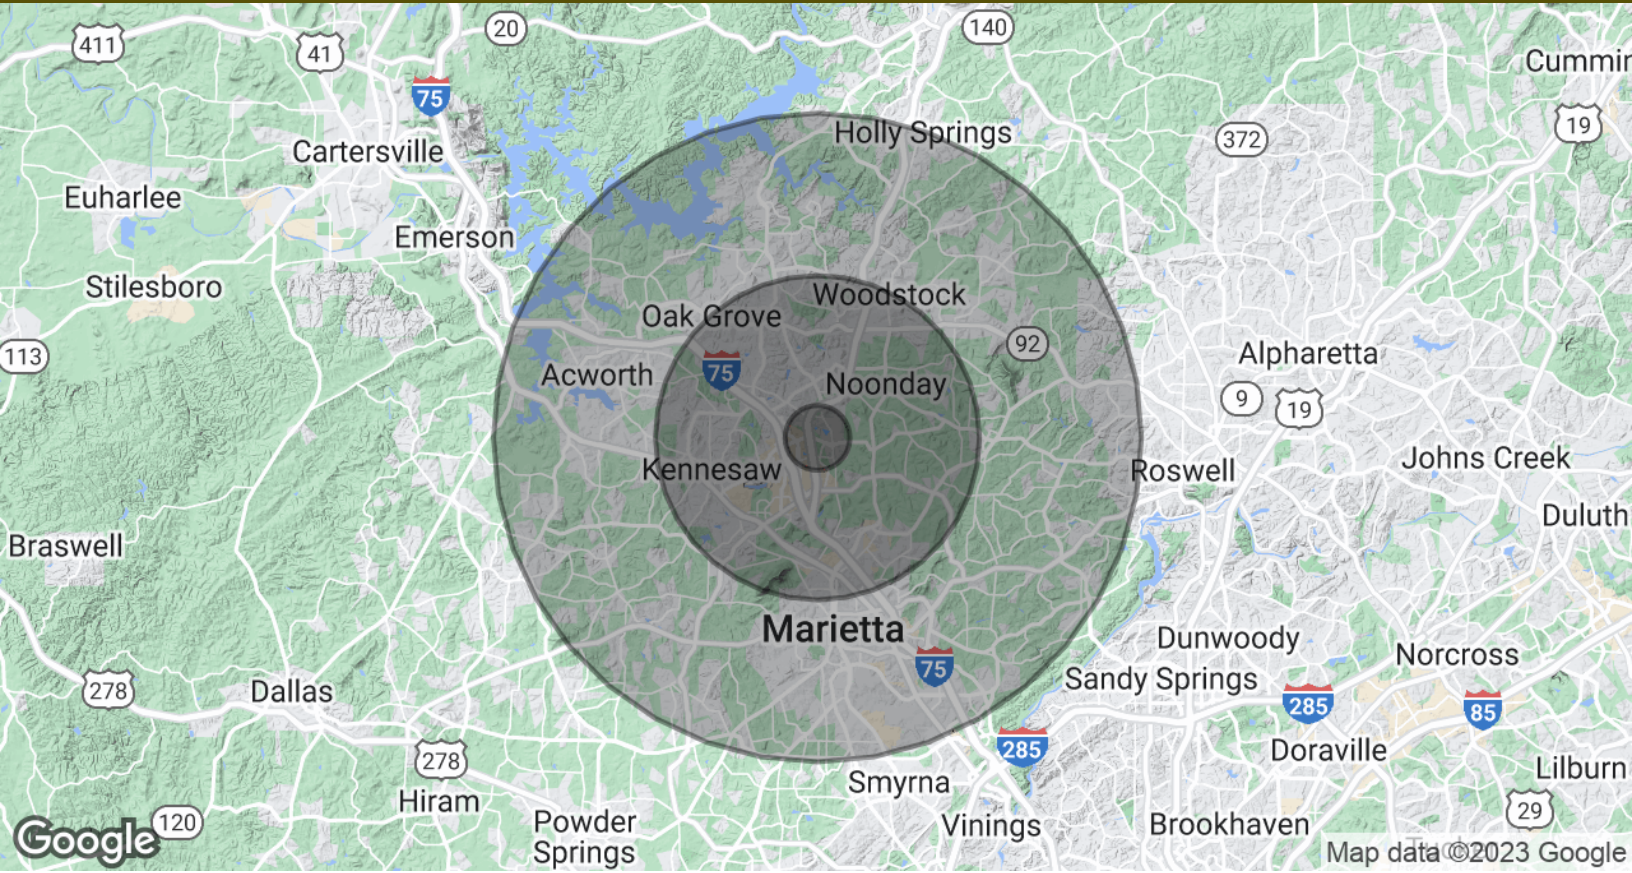 20
140
411
41
Cummin
75
19
Holly Springs
372
Cartersville
Euharlee
Emerson
Stilesboro
Woodstock
Oak Grove
92
113
Alpharetta
75
Acworth
Noonday
9
19
Kennesaw
Roswell
Johns Creek
Duluth
Braswell
Marietta
Dunwoody
Norcross
75
Sandy Springs
278
Dallas
285
85
285
Doraville
278
Smyrna
Lilburn
Hiram
29
120
Powder
Springs
Vinings
Brookhaven
Google
Map data ©2023 Google